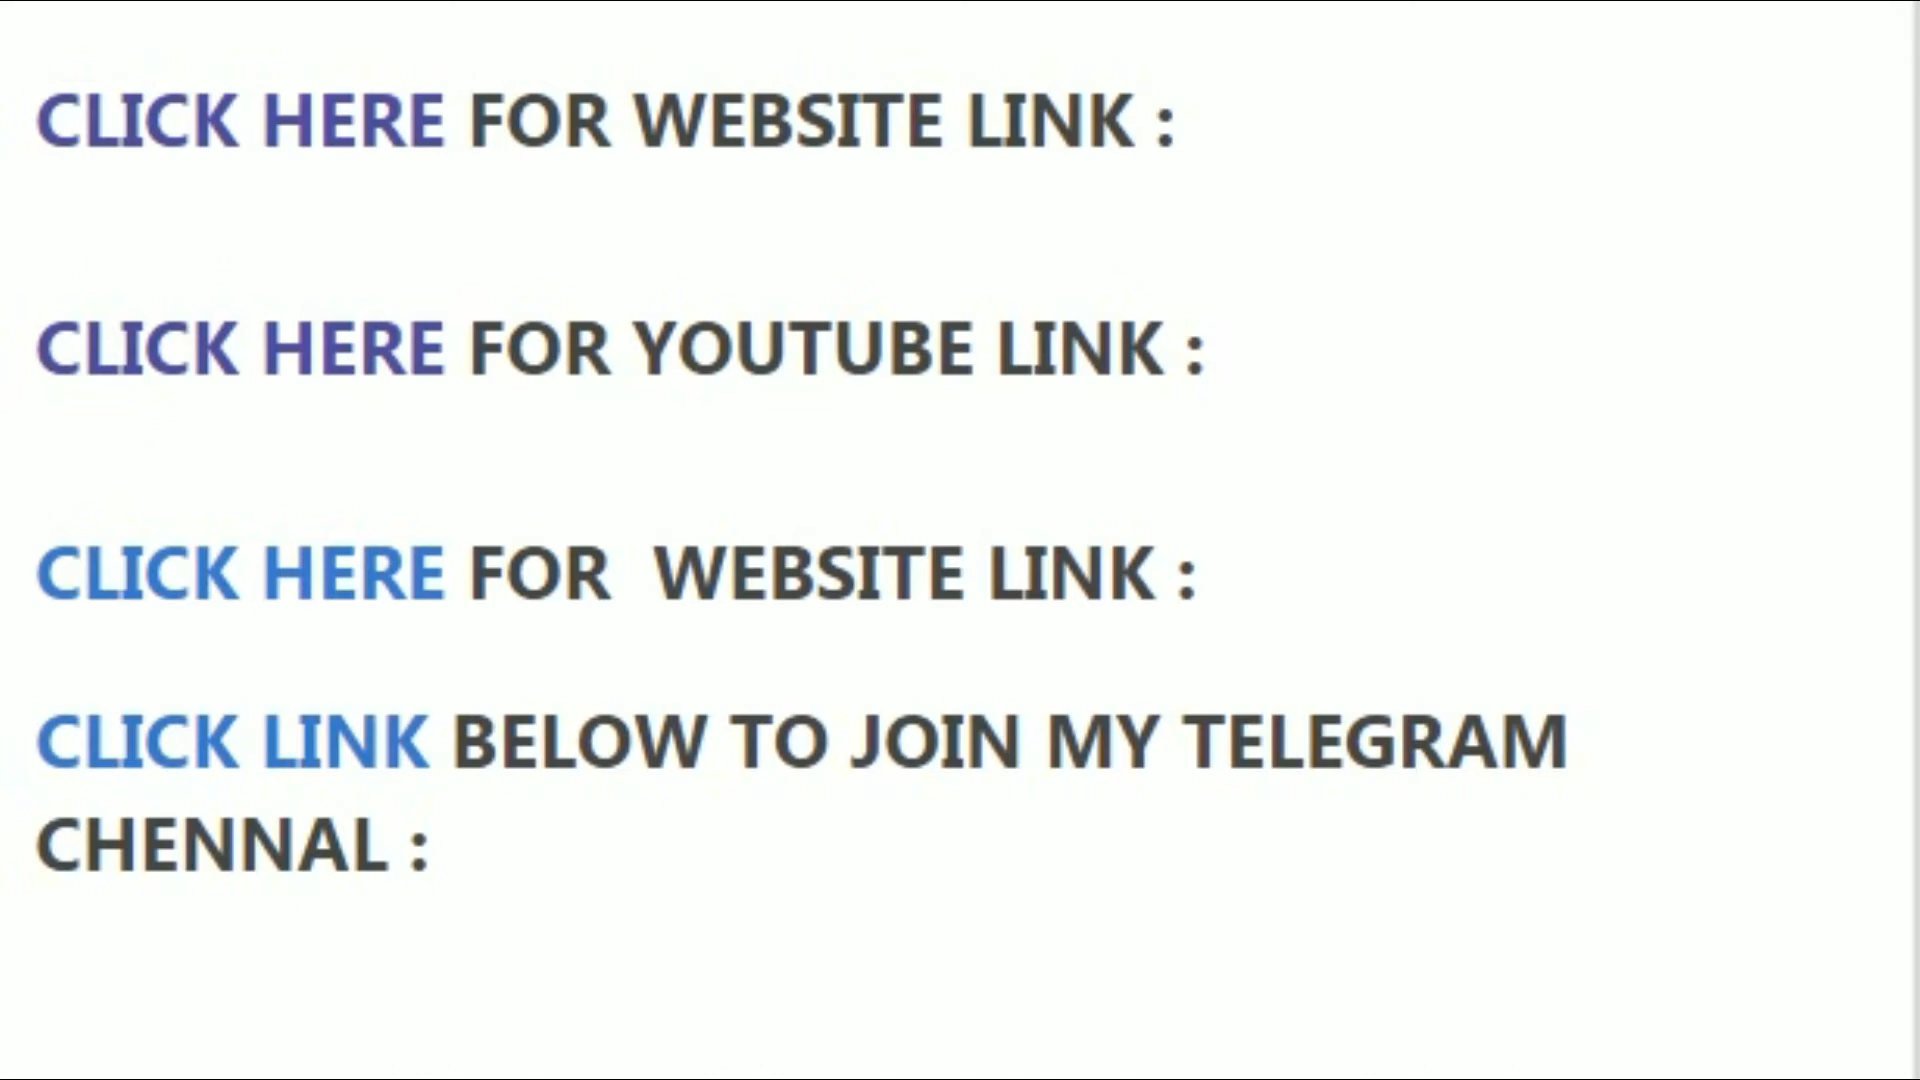 CLICK HERE FOR WEBSITE LINK :
CLICK HERE FOR YOUTUBE LINK :
CLICK HERE FOR  WEBSITE LINK :
CLICK LINK BELOW TO JOIN MY TELEGRAM
CHENNAL :